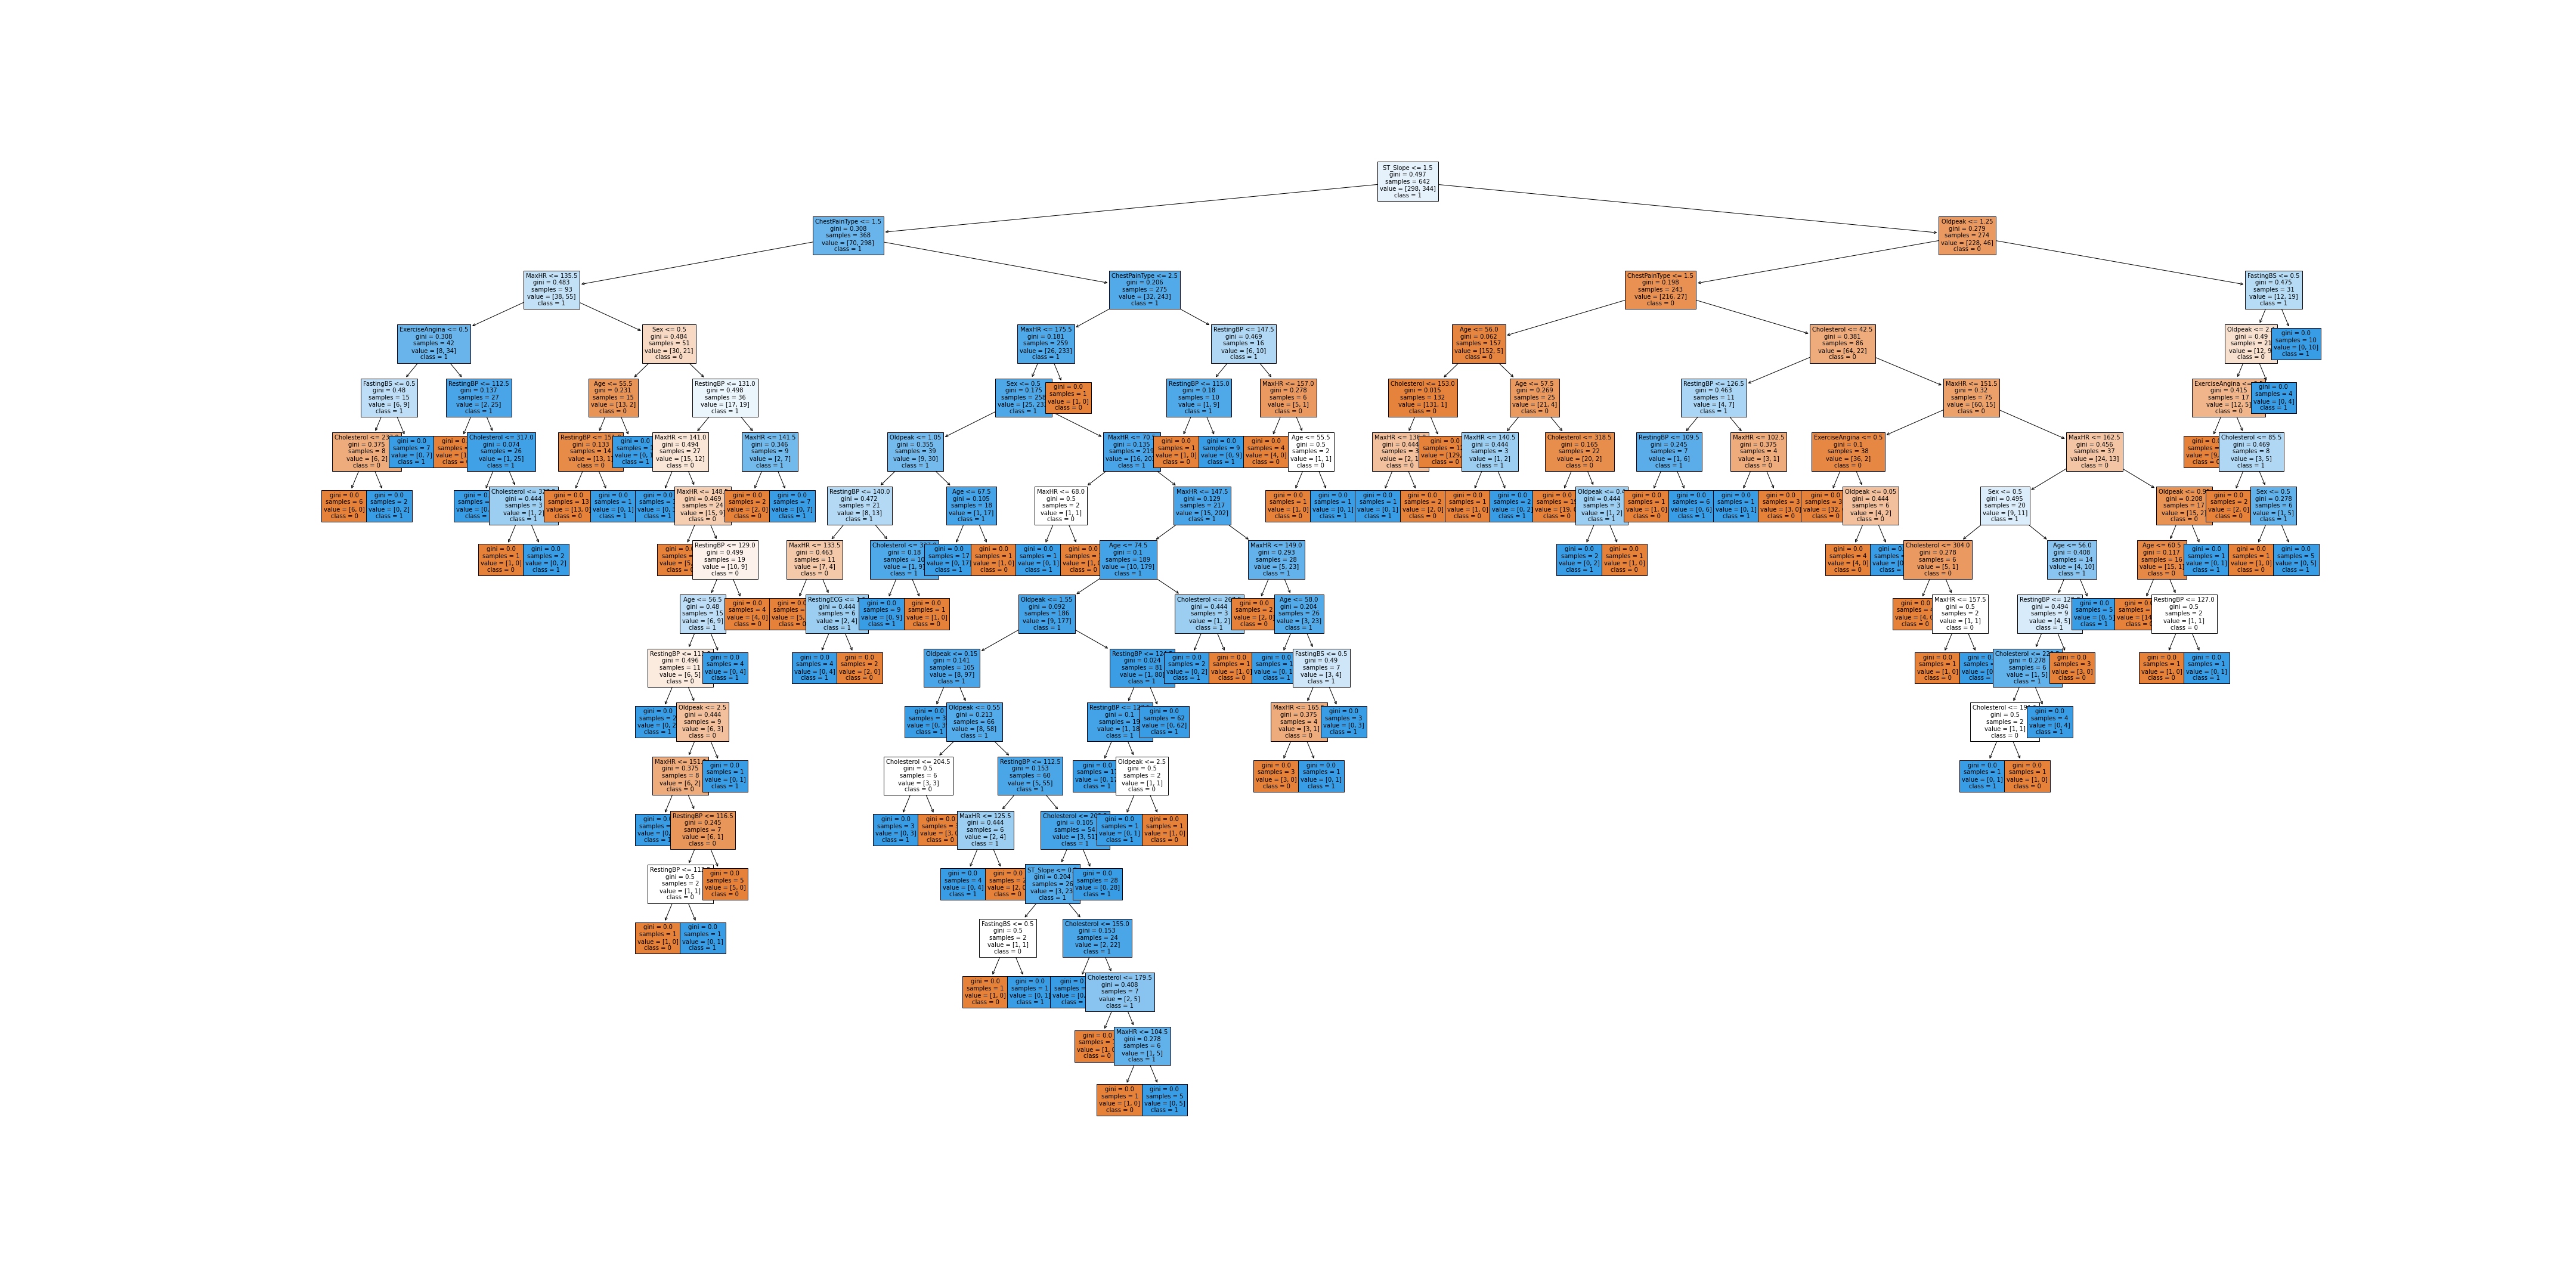 ST_Slope <= 1.5
gini = 0.497
samples = 642
value = [298, 344]
class = 1
ChestPainType <= 1.5
gini = 0.308
samples = 368
value = [70, 298]
class = 1
Oldpeak <= 1.25
gini = 0.279
samples = 274
value = [228, 46]
class = 0
MaxHR <= 135.5
gini = 0.483
samples = 93
value = [38, 55]
class = 1
ChestPainType <= 2.5
gini = 0.206
samples = 275
value = [32, 243]
class = 1
ChestPainType <= 1.5
gini = 0.198
samples = 243
value = [216, 27]
class = 0
FastingBS <= 0.5
gini = 0.475
samples = 31
value = [12, 19]
class = 1
ExerciseAngina <= 0.5
gini = 0.308
samples = 42
value = [8, 34]
class = 1
Sex <= 0.5
gini = 0.484
samples = 51
value = [30, 21]
class = 0
MaxHR <= 175.5
gini = 0.181
samples = 259
value = [26, 233]
class = 1
RestingBP <= 147.5
gini = 0.469
samples = 16
value = [6, 10]
class = 1
Age <= 56.0
gini = 0.062
samples = 157
value = [152, 5]
class = 0
Cholesterol <= 42.5
gini = 0.381
samples = 86
value = [64, 22]
class = 0
Oldpeak <=
gini = 0.49
samples =
value = [12,
class = 0
gini = 0.0
samples = 10
value = [0, 10]
class = 1
FastingBS <= 0.5
gini = 0.48
samples = 15
value = [6, 9]
class = 1
RestingBP <= 112.5
gini = 0.137
samples = 27
value = [2, 25]
class = 1
Age <= 55.5
gini = 0.231
samples = 15
value = [13, 2]
class = 0
RestingBP <= 131.0
gini = 0.498
samples = 36
value = [17, 19]
class = 1
Sex <= 0.5
gini = 0.175
samples = 258
value = [25,
class = 1
gini = 0.0
samples = 1
value = [1, 0]
class = 0
RestingBP <= 115.0
gini = 0.18
samples = 10
value = [1, 9]
class = 1
MaxHR <= 157.0
gini = 0.278
samples = 6
value = [5, 1]
class = 0
Cholesterol <= 153.0
gini = 0.015
samples = 132
value = [131, 1]
class = 0
Age <= 57.5
gini = 0.269
samples = 25
value = [21, 4]
class = 0
RestingBP <= 126.5
gini = 0.463
samples = 11
value = [4, 7]
class = 1
MaxHR <= 151.5
gini = 0.32
samples = 75
value = [60, 15]
class = 0
ExerciseAngina <=
gini = 0.415
samples = 17
value = [12, 5]
class = 0
gini = 0.0
samples = 4
value = [0, 4]
class = 1
Cholesterol <=
gini = 0.375
samples = 8
value = [6, 2]
class = 0
gini = 0.0
samples = 7
value = [0, 7]
class = 1
Cholesterol <= 317.0
gini = 0.074
samples = 26
value = [1, 25]
class = 1
RestingBP <=
gini = 0.133
samples = 14
value = [13, 1]
class = 0
MaxHR <= 141.0
gini = 0.494
samples = 27
value = [15, 12]
class = 0
MaxHR <= 141.5
gini = 0.346
samples = 9
value = [2, 7]
class = 1
Oldpeak <= 1.05
gini = 0.355
samples = 39
value = [9, 30]
class = 1
MaxHR <=
gini = 0.135
samples =
value = [16,
class = 1
gini = 0.0
samples = 1
value = [1, 0]
class = 0
gini = 0.0
samples = 9
value = [0, 9]
class = 1
gini = 0.0
samples = 4
value = [4, 0]
class = 0
Age <= 55.5
gini = 0.5
samples = 2
value = [1, 1]
class = 0
MaxHR <=
gini = 0.444
value = [2,
class = 0
MaxHR <= 140.5
gini = 0.444
samples = 3
value = [1, 2]
class = 1
Cholesterol <= 318.5
gini = 0.165
samples = 22
value = [20, 2]
class = 0
RestingBP <= 109.5
gini = 0.245
samples = 7
value = [1, 6]
class = 1
MaxHR <= 102.5
gini = 0.375
samples = 4
value = [3, 1]
class = 0
ExerciseAngina <= 0.5
gini = 0.1
samples = 38
value = [36, 2]
class = 0
MaxHR <= 162.5
gini = 0.456
samples = 37
value = [24, 13]
class = 0
Cholesterol <= 85.5
gini = 0.469
samples = 8
value = [3, 5]
class = 1
gini = 0.0
samples = 6
value = [6, 0]
class = 0
gini = 0.0
samples = 2
value = [0, 2]
class = 1
Cholesterol <=
gini = 0.444
samples = 3
value = [1, 2]
class = 1
gini = 0.0
samples = 13
value = [13, 0]
class = 0
gini = 0.0
samples = 1
value = [0, 1]
class = 1
MaxHR <=
gini = 0.469
samples = 24
value = [15, 9]
class = 0
gini = 0.0
samples = 2
value = [2, 0]
class = 0
gini = 0.0
samples = 7
value = [0, 7]
class = 1
RestingBP <= 140.0
gini = 0.472
samples = 21
value = [8, 13]
class = 1
Age <= 67.5
gini = 0.105
samples = 18
value = [1, 17]
class = 1
MaxHR <= 68.0
gini = 0.5
samples = 2
value = [1, 1]
class = 0
MaxHR <= 147.5
gini = 0.129
samples = 217
value = [15, 202]
class = 1
gini = 0.0
samples = 1
value = [1, 0]
class = 0
gini = 0.0
samples = 1
value = [0, 1]
class = 1
gini = 0.0
samples = 1
value = [0, 1]
class = 1
gini = 0.0
samples = 2
value = [2, 0]
class = 0
gini = 0.0
samples = 1
value = [1, 0]
class = 0
gini = 0.0
samples = 2
value = [0, 2]
class = 1
Oldpeak <=
gini = 0.444
samples = 3
value = [1, 2]
class = 1
gini = 0.0
samples = 1
value = [1, 0]
class = 0
gini = 0.0
samples = 6
value = [0, 6]
class = 1
gini = 0.0
samples = 1
value = [0, 1]
class = 1
gini = 0.0
samples = 3
value = [3, 0]
class = 0
Oldpeak <= 0.05
gini = 0.444
samples = 6
value = [4, 2]
class = 0
Sex <= 0.5
gini = 0.495
samples = 20
value = [9, 11]
class = 1
Oldpeak <=
gini = 0.208
samples = 17
value = [15, 2]
class = 0
gini = 0.0
samples = 2
value = [2, 0]
class = 0
Sex <= 0.5
gini = 0.278
samples = 6
value = [1, 5]
class = 1
gini = 0.0
samples = 1
value = [1, 0]
class = 0
gini = 0.0
samples = 2
value = [0, 2]
class = 1
RestingBP <= 129.0
gini = 0.499
samples = 19
value = [10, 9]
class = 0
MaxHR <= 133.5
gini = 0.463
samples = 11
value = [7, 4]
class = 0
Cholesterol <=
gini = 0.18
samples = 10
value = [1, 9]
class = 1
gini = 0.0
samples = 17
value = [0, 17]
class = 1
gini = 0.0
samples = 1
value = [1, 0]
class = 0
gini = 0.0
samples = 1
value = [0, 1]
class = 1
Age <= 74.5
gini = 0.1
samples = 189
value = [10, 179]
class = 1
MaxHR <= 149.0
gini = 0.293
samples = 28
value = [5, 23]
class = 1
gini = 0.0
samples = 2
value = [0, 2]
class = 1
gini = 0.0
samples = 1
value = [1, 0]
class = 0
gini = 0.0
samples = 4
value = [4, 0]
class = 0
Cholesterol <= 304.0
gini = 0.278
samples = 6
value = [5, 1]
class = 0
Age <= 56.0
gini = 0.408
samples = 14
value = [4, 10]
class = 1
Age <= 60.5
gini = 0.117
samples = 16
value = [15, 1]
class = 0
gini = 0.0
samples = 1
value = [0, 1]
class = 1
gini = 0.0
samples = 1
value = [1, 0]
class = 0
gini = 0.0
samples = 5
value = [0, 5]
class = 1
Age <= 56.5
gini = 0.48
samples = 15
value = [6, 9]
class = 1
gini = 0.0
samples = 4
value = [4, 0]
class = 0
RestingECG <=
gini = 0.444
samples = 6
value = [2, 4]
class = 1
gini = 0.0
samples = 9
value = [0, 9]
class = 1
gini = 0.0
samples = 1
value = [1, 0]
class = 0
Oldpeak <= 1.55
gini = 0.092
samples = 186
value = [9, 177]
class = 1
Cholesterol <=
gini = 0.444
samples = 3
value = [1, 2]
class = 1
gini = 0.0
samples = 2
value = [2, 0]
class = 0
Age <= 58.0
gini = 0.204
samples = 26
value = [3, 23]
class = 1
MaxHR <= 157.5
gini = 0.5
samples = 2
value = [1, 1]
class = 0
RestingBP <=
gini = 0.494
samples = 9
value = [4, 5]
class = 1
gini = 0.0
samples = 5
value = [0, 5]
class = 1
RestingBP <= 127.0
gini = 0.5
samples = 2
value = [1, 1]
class = 0
RestingBP <=
gini = 0.496
samples = 11
value = [6, 5]
class = 0
gini = 0.0
samples = 4
value = [0, 4]
class = 1
gini = 0.0
samples = 4
value = [0, 4]
class = 1
gini = 0.0
samples = 2
value = [2, 0]
class = 0
Oldpeak <= 0.15
gini = 0.141
samples = 105
value = [8, 97]
class = 1
RestingBP <=
gini = 0.024
samples = 81
value = [1, 80]
class = 1
gini = 0.0
samples = 2
value = [0, 2]
class = 1
gini = 0.0
samples = 1
value = [1, 0]
class = 0
FastingBS <= 0.5
gini = 0.49
samples = 7
value = [3, 4]
class = 1
gini = 0.0
samples = 1
value = [1, 0]
class = 0
Cholesterol <=
gini = 0.278
samples = 6
value = [1, 5]
class = 1
gini = 0.0
samples = 3
value = [3, 0]
class = 0
gini = 0.0
samples = 1
value = [1, 0]
class = 0
gini = 0.0
samples = 1
value = [0, 1]
class = 1
Oldpeak <= 2.5
gini = 0.444
samples = 9
value = [6, 3]
class = 0
Oldpeak <= 0.55
gini = 0.213
samples = 66
value = [8, 58]
class = 1
RestingBP <=
gini = 0.1
samples = 19
value = [1, 18]
class = 1
gini = 0.0
samples = 62
value = [0, 62]
class = 1
MaxHR <=
gini = 0.375
samples = 4
value = [3, 1]
class = 0
gini = 0.0
samples = 3
value = [0, 3]
class = 1
Cholesterol <=
gini = 0.5
samples = 2
value = [1, 1]
class = 0
gini = 0.0
samples = 4
value = [0, 4]
class = 1
MaxHR <=
gini = 0.375
samples = 8
value = [6, 2]
class = 0
gini = 0.0
samples = 1
value = [0, 1]
class = 1
Cholesterol <= 204.5
gini = 0.5
samples = 6
value = [3, 3]
class = 0
RestingBP <= 112.5
gini = 0.153
samples = 60
value = [5, 55]
class = 1
Oldpeak <= 2.5
gini = 0.5
samples = 2
value = [1, 1]
class = 0
gini = 0.0
samples = 3
value = [3, 0]
class = 0
gini = 0.0
samples = 1
value = [0, 1]
class = 1
gini = 0.0
samples = 1
value = [0, 1]
class = 1
gini = 0.0
samples = 1
value = [1, 0]
class = 0
RestingBP <= 116.5
gini = 0.245
samples = 7
value = [6, 1]
class = 0
gini = 0.0
samples = 3
value = [0, 3]
class = 1
MaxHR <= 125.5
gini = 0.444
samples = 6
value = [2, 4]
class = 1
Cholesterol <=
gini = 0.105
samples = 54
value = [3, 51]
class = 1
gini = 0.0
samples = 1
value = [0, 1]
class = 1
gini = 0.0
samples = 1
value = [1, 0]
class = 0
RestingBP <=
gini = 0.5
samples = 2
value = [1, 1]
class = 0
gini = 0.0
samples = 5
value = [5, 0]
class = 0
gini = 0.0
samples = 4
value = [0, 4]
class = 1
ST_Slope <=
gini = 0.204
samples = 26
value = [3, 23]
class = 1
gini = 0.0
samples = 28
value = [0, 28]
class = 1
gini = 0.0
samples = 1
value = [1, 0]
class = 0
gini = 0.0
samples = 1
value = [0, 1]
class = 1
FastingBS <= 0.5
gini = 0.5
samples = 2
value = [1, 1]
class = 0
Cholesterol <= 155.0
gini = 0.153
samples = 24
value = [2, 22]
class = 1
gini = 0.0
samples = 1
value = [1, 0]
class = 0
gini = 0.0
samples = 1
value = [0, 1]
class = 1
Cholesterol <= 179.5
gini = 0.408
samples = 7
value = [2, 5]
class = 1
MaxHR <= 104.5
gini = 0.278
samples = 6
value = [1, 5]
class = 1
gini = 0.0
samples = 1
value = [1, 0]
class = 0
gini = 0.0
samples = 5
value = [0, 5]
class = 1